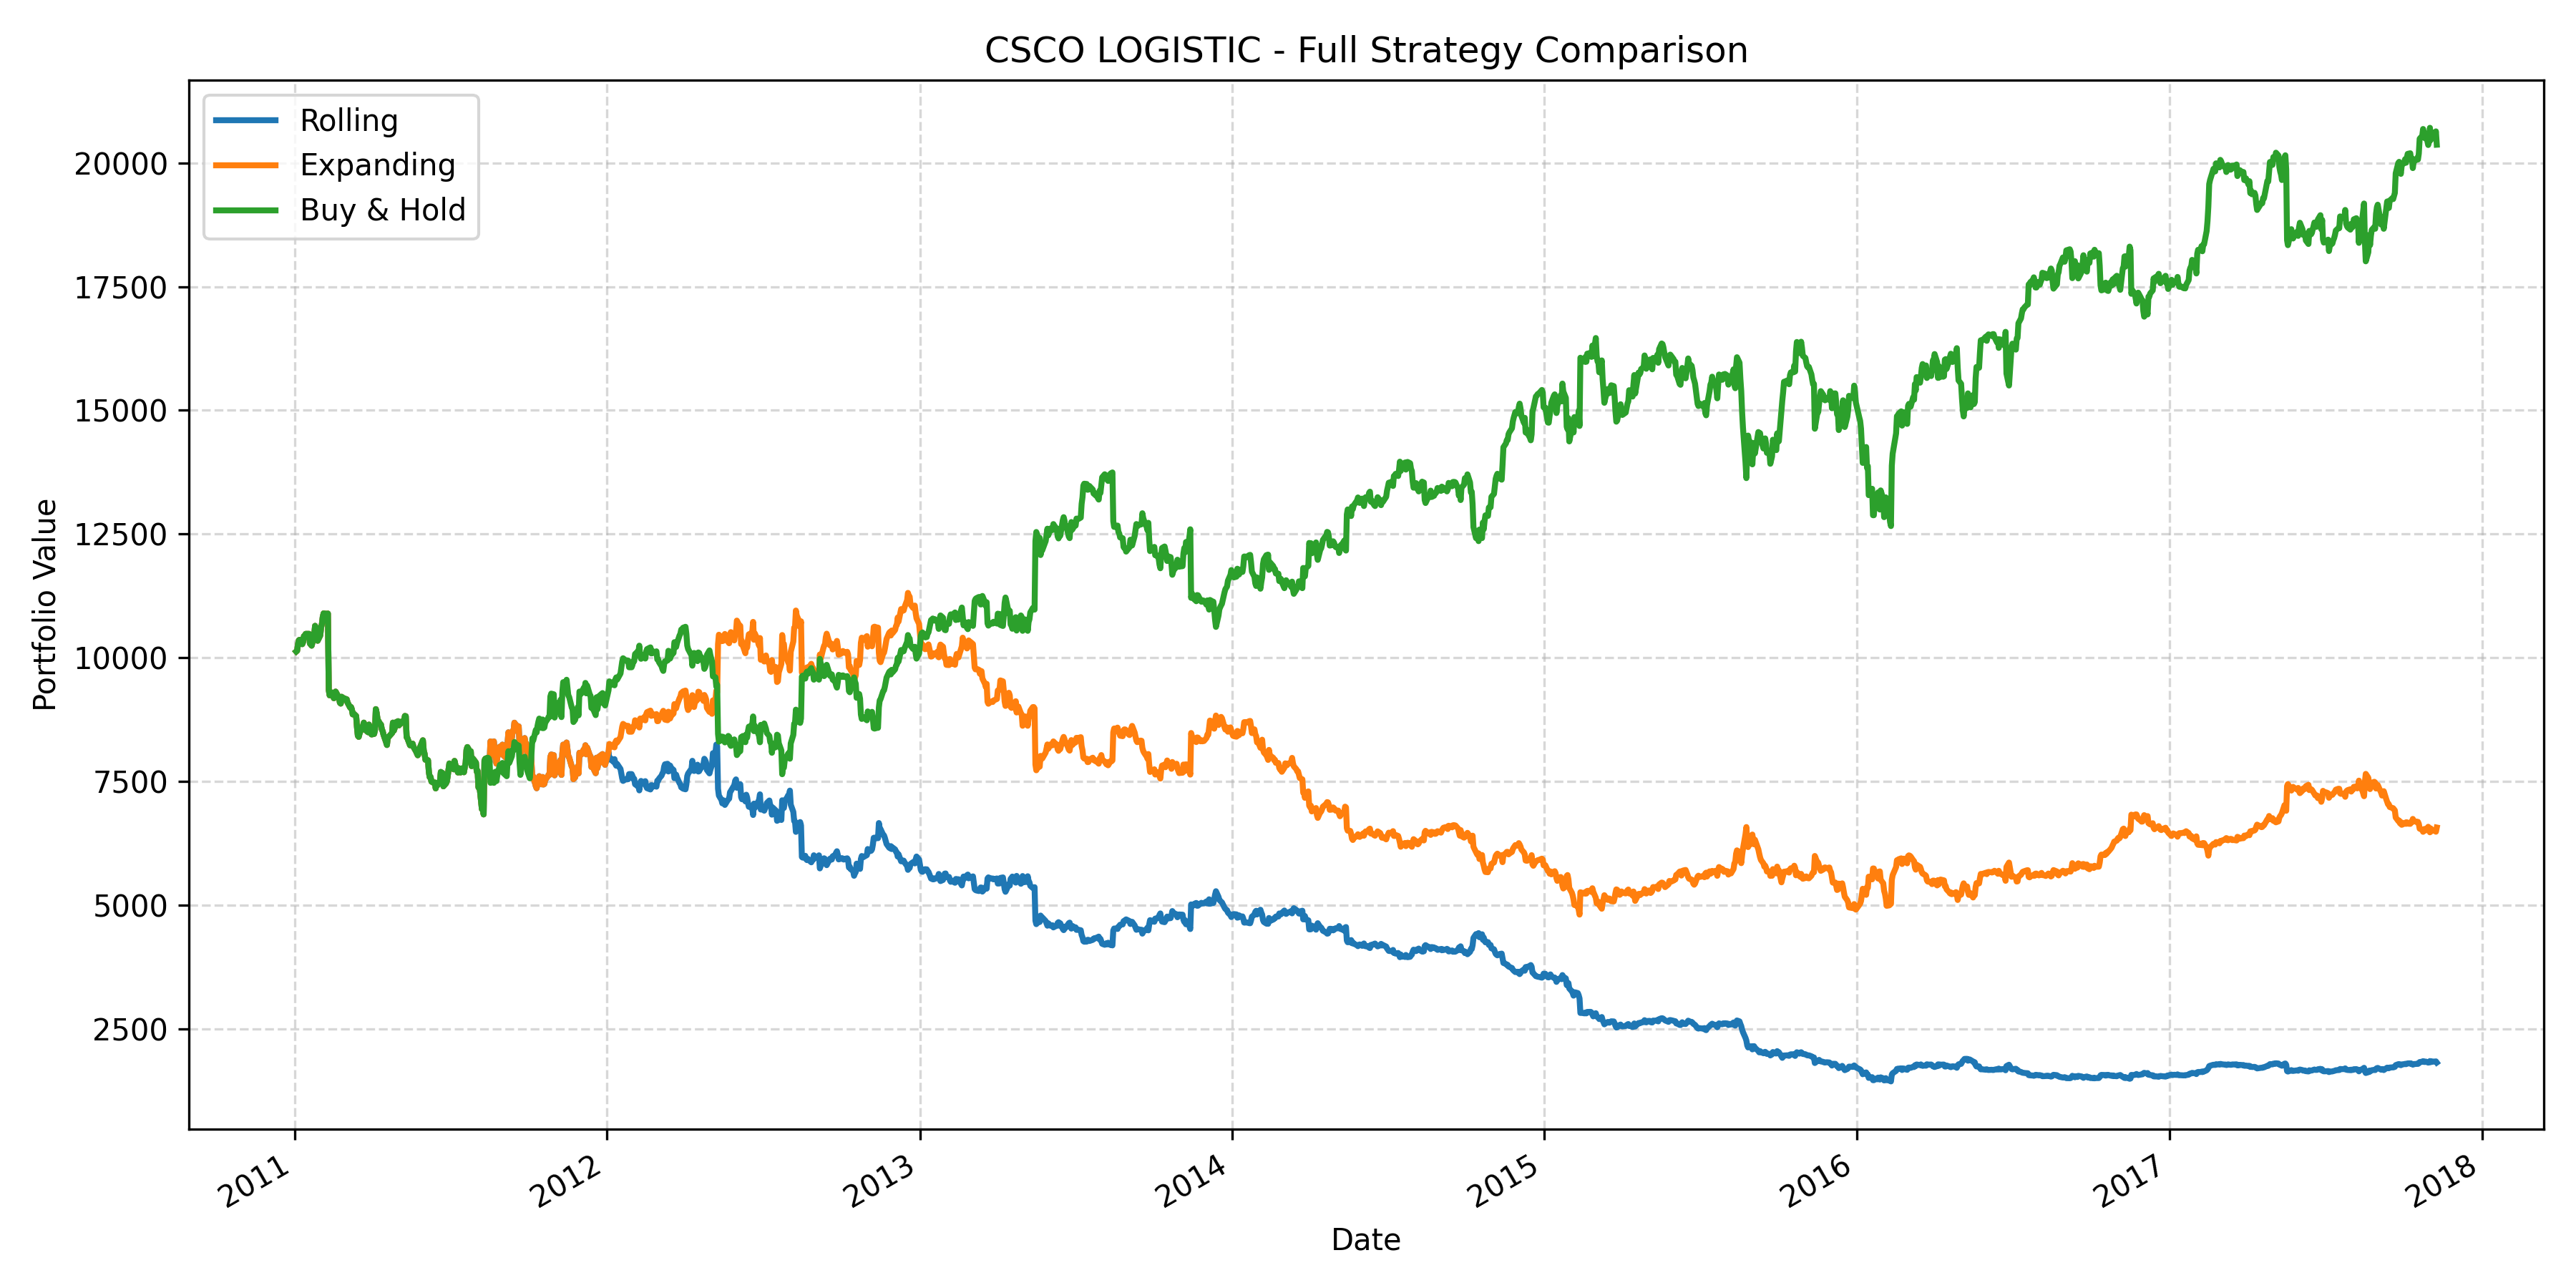 CSCO LOGISTIC - Full Strategy Comparison
Rolling
Expanding
Buy & Hold
Portfolio Value
20000
17500
15000
12500
10000
7500
5000
2500
2011
2012
2013
2014
2015
2016
2017
2018
Date